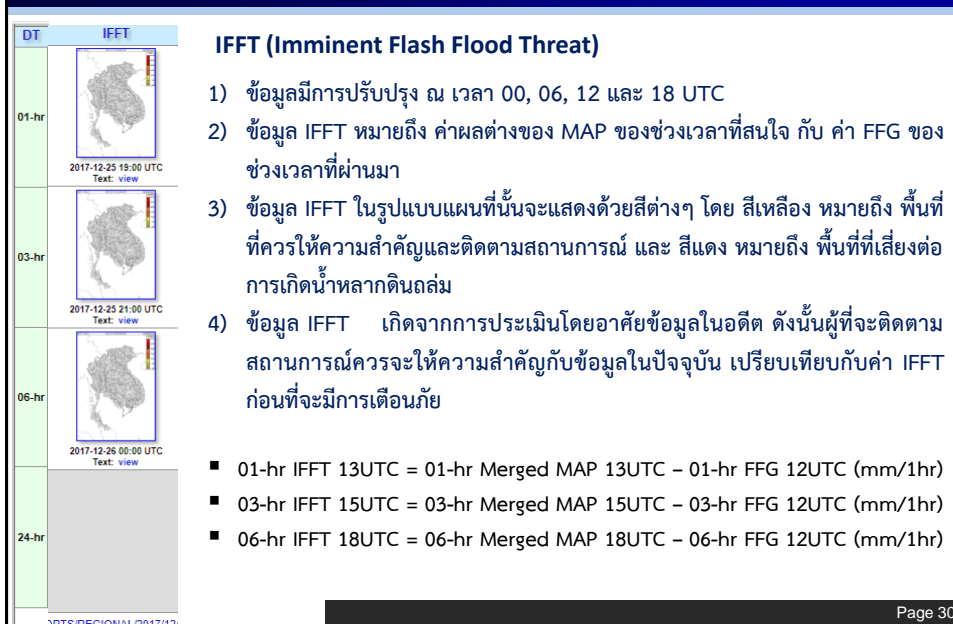 DT IFFT
01-hr
2017-12-25 19:00 UTC
Text: view
03-hr
2017-12-25 21:00 UTC
Text: view
06-hr
2017-12-26 00:00 UTC
Text: view
24-hr
IFFT (Imminent Flash Flood Threat)
1) ข้อมูลมีการปรับปรุง ณ เวลา 00, 06, 12 และ 18 UTC
2) ข้อมูล IFFT หมายถึง ค่าผลต่างของ MAP ของช่วงเวลาที่สนใจ กับ ค่า FFG ของ
ช่วงเวลาที่ผ่านมา
3) ข้อมูล IFFT ในรูปแบบแผนที่นั้นจะแสดงด้วยสีต่างๆ โดย สีเหลือง หมายถึง พื้นที่
ที่ควรให้ความสำคัญและติดตามสถานการณ์ และ สีแดง หมายถึง พื้นที่ที่เสี่ยงต่อ
การเกิดน้ำหลากดินถล่ม
4) ข้อมูล IFFT เกิดจากการประเมินโดยอาศัยข้อมูลในอดีต ดังนั้นผู้ที่จะติดตาม
สถานการณ์ควรจะให้ความสำคัญกับข้อมูลในปัจจุบัน เปรียบเทียบกับค่า IFFT
ก่อนที่จะมีการเตือนภัย
▪ 01-hr IFFT 13UTC = 01-hr Merged MAP 13UTC – 01-hr FFG 12UTC (mm/1hr)
▪ 03-hr IFFT 15UTC = 03-hr Merged MAP 15UTC – 03-hr FFG 12UTC (mm/1hr)
▪ 06-hr IFFT 18UTC = 06-hr Merged MAP 18UTC – 06-hr FFG 12UTC (mm/1hr)
Page 30